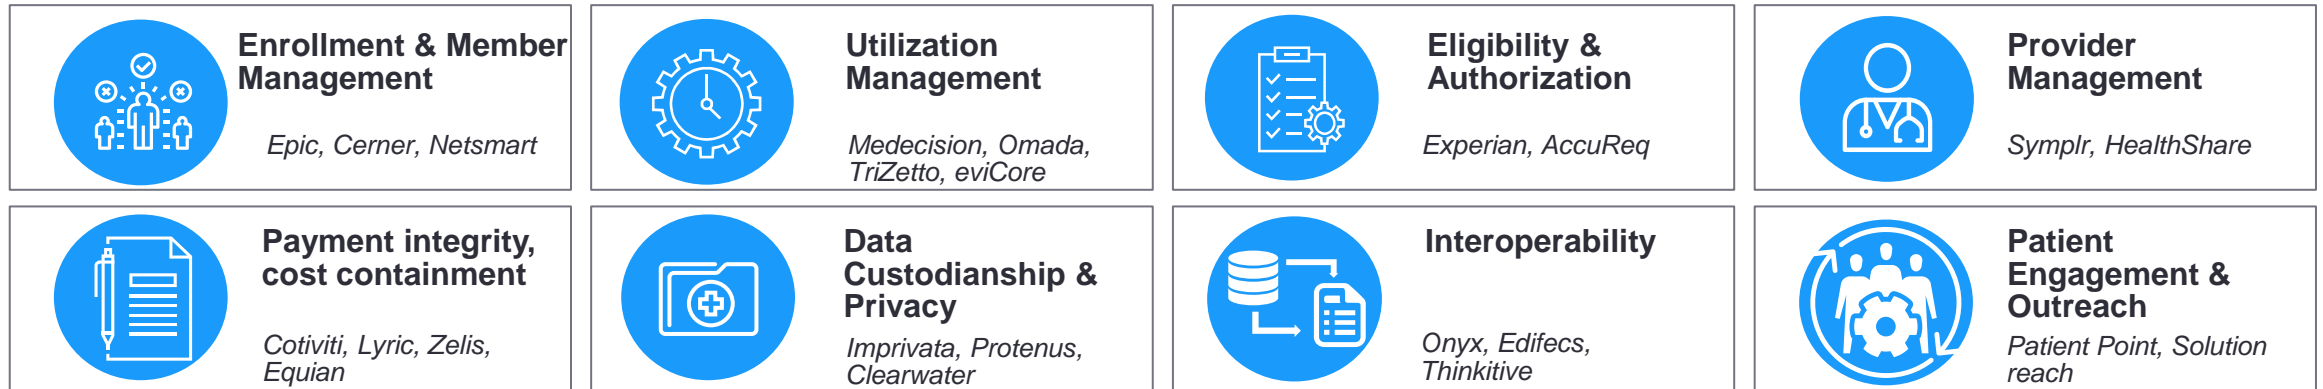 Enrollment & Member
Management
Epic, Cerner, Netsmart
Utilization
Management
Medecision, Omada,
TriZetto, eviCore
Eligibility &
Authorization
Experian, AccuReq
Provider
Management
Symplr, HealthShare
Payment integrity,
cost containment
Cotiviti, Lyric, Zelis,
Equian
Data
Custodianship &
Privacy
Imprivata, Protenus,
Clearwater
Interoperability
Onyx, Edifecs,
Thinkitive
Patient
Engagement &
Outreach
Patient Point, Solution
reach